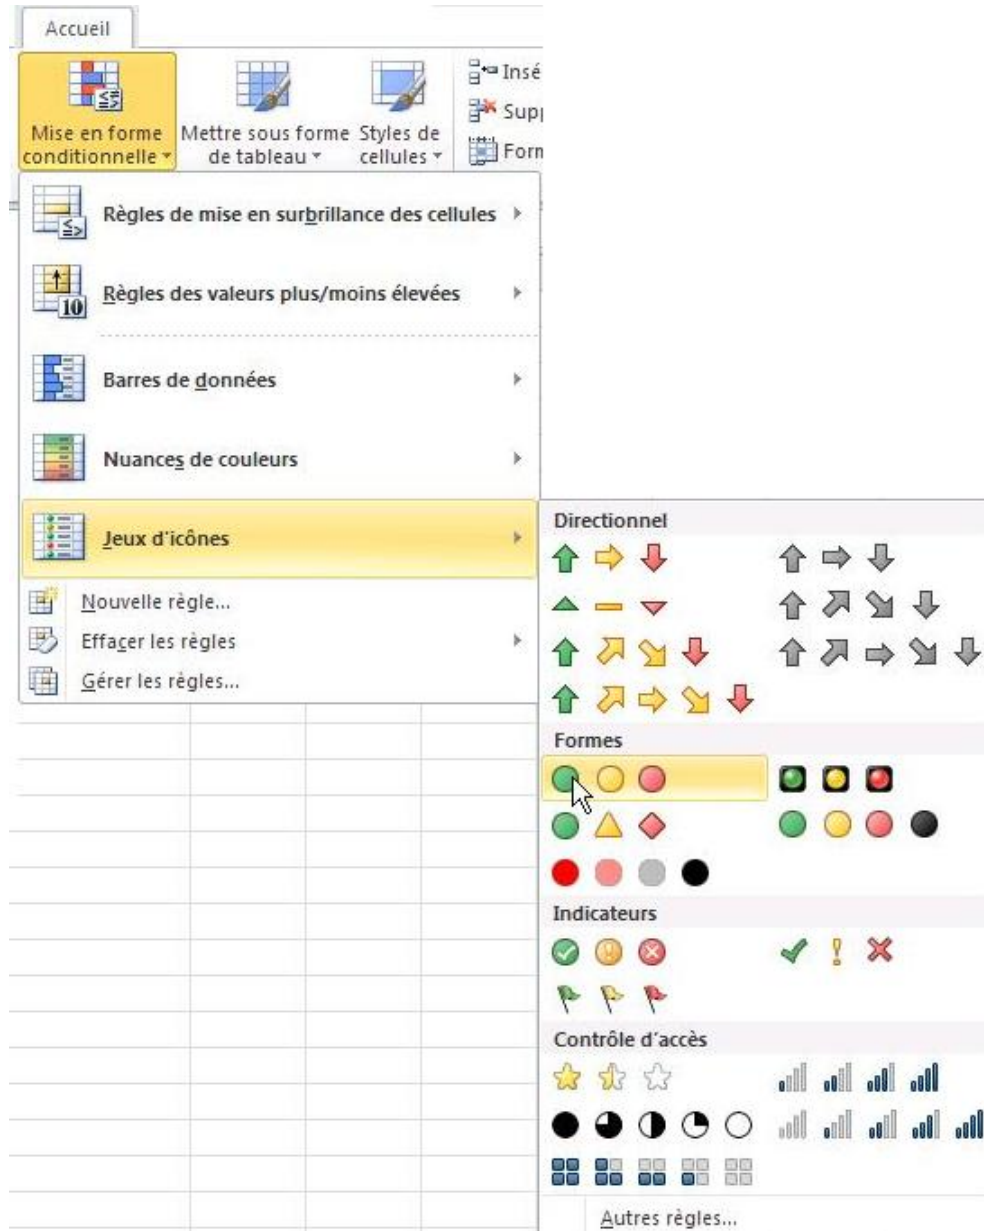 Accueil
Insé
Supp
Form
Mise en forme
conditionnelle
Mettre sous forme
de tableau
Styles de
cellules
Règles de mise en surbrillance des cellules
Règles des valeurs plus/moins élevées
10
Barres de données
Nuances de couleurs
Jeux d'icônes
Nouvelle règle...
Effacer les règles
Gérer les règles...
Directionnel
Formes
Indicateurs
Contrôle d'accès
Autres règles...